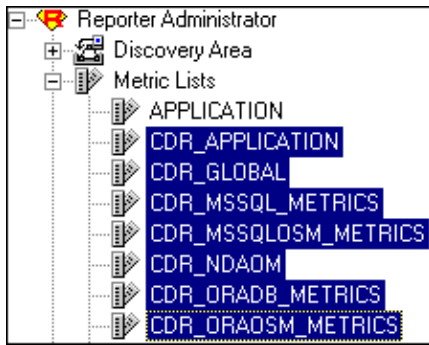 Reporter Administrator
Discovery Area
Metric Lists
APPLICATION
CDR_APPLICATION
CDR_GLOBAL
CDR_MSSQL_METRICS
CDR_MSSQLOSM_METRICS
CDR_NDAOM
CDR_ORADB_METRICS
CDR_ORAOSM_METRICS